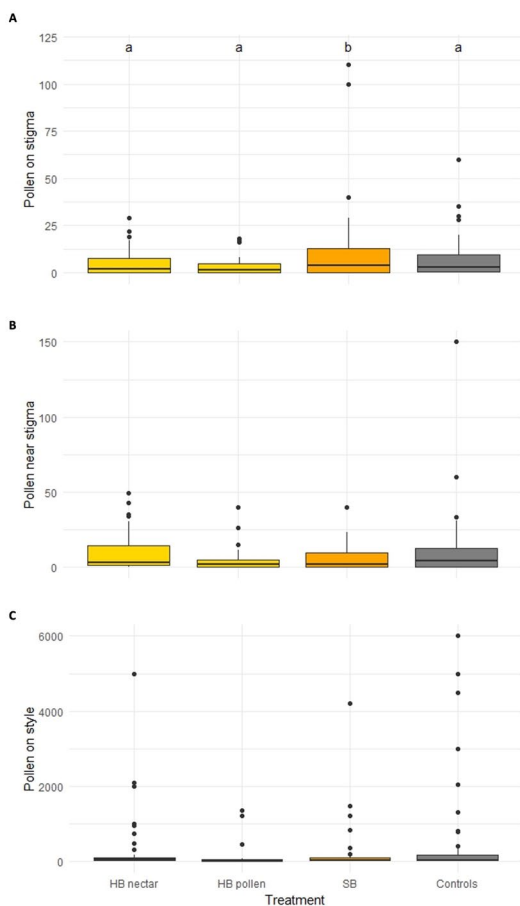 A
125
a a b a
100
75
50
25
0
Pollen on stigma
B
150
100
50
0
Pollen near stigma
C
6000
4000
2000
0
Pollen on style
HB nectar HB pollen SB Controls
Treatment